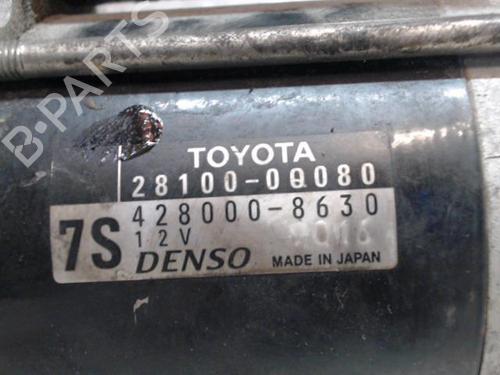 B-PARTS
TOYOTA
28100-0Q080
428000-8630
7S
12V
DENSO
MADE IN JAPAN